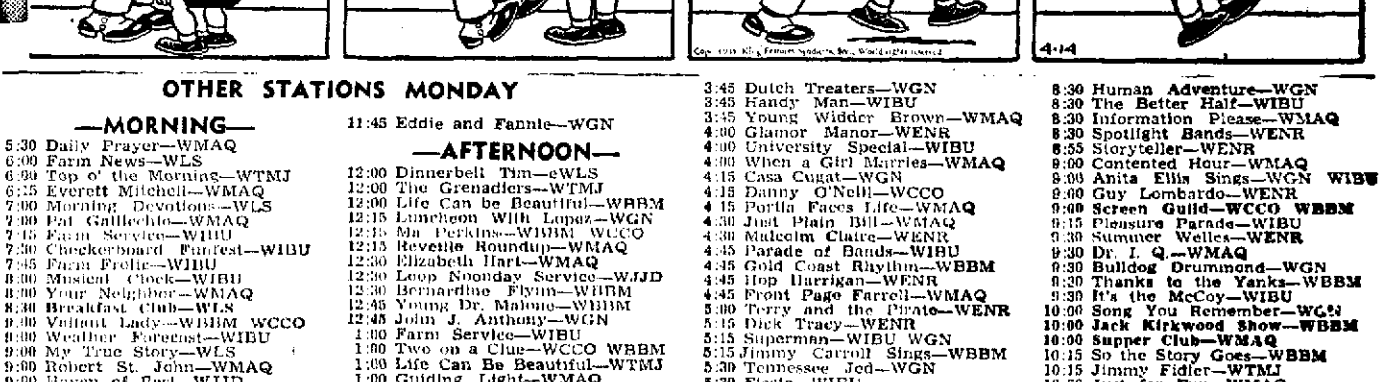 Copr. 1945, King Features Syndicate, Inc., World rights reserved
4-14
OTHER STATIONS MONDAY
—MORNING—
5:30 Daily Prayer—WMAQ
6:00 Farm News—WLS
6:00 Top o' the Morning—WTMJ
6:15 Everett Mitchell—WMAQ
7:00 Morning Devotions—WLS
7:00 Pat Gallicchio—WMAQ
7:15 Farm Service—WIBU
7:30 Checkerboard Funfest—WIBU
7:45 Farm Frolic—WIBU
8:00 Musical Clock—WIBU
8:00 Your Neighbor—WMAQ
8:30 Breakfast Club—WLS
9:00 Valiant Lady—WBBM WCCO
9:00 Weather Forecast—WIBU
9:00 My True Story—WLS
9:00 Robert St. John—WMAQ
11:45 Eddie and Fannie—WGN
—AFTERNOON—
12:00 Dinnerbell Tim—eWLS
12:00 The Grenadiers—WTMJ
12:00 Life Can be Beautiful—WBBM
12:15 Luncheon With Lopez—WGN
12:15 Ma Perkins—WBBM WCCO
12:15 Reveille Roundup—WMAQ
12:30 Elizabeth Hart—WMAQ
12:30 Loop Noonday Service—WJJD
12:30 Bernardine Flynn—WBBM
12:45 Young Dr. Malone—WBBM
12:45 John J. Anthony—WGN
1:00 Farm Service—WIBU
1:00 Two on a Clue—WCCO WBBM
1:00 Life Can Be Beautiful—WTMJ
1:00 Guiding Light—WMAQ
3:45 Dutch Treaters—WGN
3:45 Handy Man—WIBU
3:45 Young Widder Brown—WMAQ
4:00 Glamor Manor—WENR
4:00 University Special—WIBU
4:00 When a Girl Marries—WMAQ
4:15 Casa Cugat—WGN
4:15 Danny O'Neill—WCCO
4 15 Portia Faces Life—WMAQ
4:30 Just Plain Bill—WMAQ
4:30 Malcolm Claire—WENR
4:45 Parade of Bands—WIBU
4:45 Gold Coast Rhythm—WBBM
4:45 Hop Harrigan—WENR
4:45 Front Page Farrell—WMAQ
5:00 Terry and the Pirate—WENR
5:15 Dick Tracy—WENR
5:15 Superman—WIBU WGN
5:15 Jimmy Carroll Sings—WBBM
5:30 Tennessee Jed—WGN
8:30 Human Adventure—WGN
8:30 The Better Half—WIBU
8:30 Information Please—WMAQ
8:30 Spotlight Bands—WENR
8:55 Storyteller—WENR
9:00 Contented Hour—WMAQ
9:00 Anita Ellis Sings—WGN WIBU
9:00 Guy Lombardo—WENR
9:00 Screen Guild—WCCO WBBM
9:15 Pleasure Parade—WIBU
9:30 Summer Welles—WENR
9:30 Dr. I. Q.—WMAQ
9:30 Bulldog Drummond—WGN
9:30 Thanks to the Yanks—WBBM
9:30 It's the McCoy—WIBU
10:00 Song You Remember—WGN
10:00 Jack Kirkwood Show—WBBM
10:00 Supper Club—WMAQ
10:15 So the Story Goes—WBBM
10:15 Jimmy Fidler—WTMJ